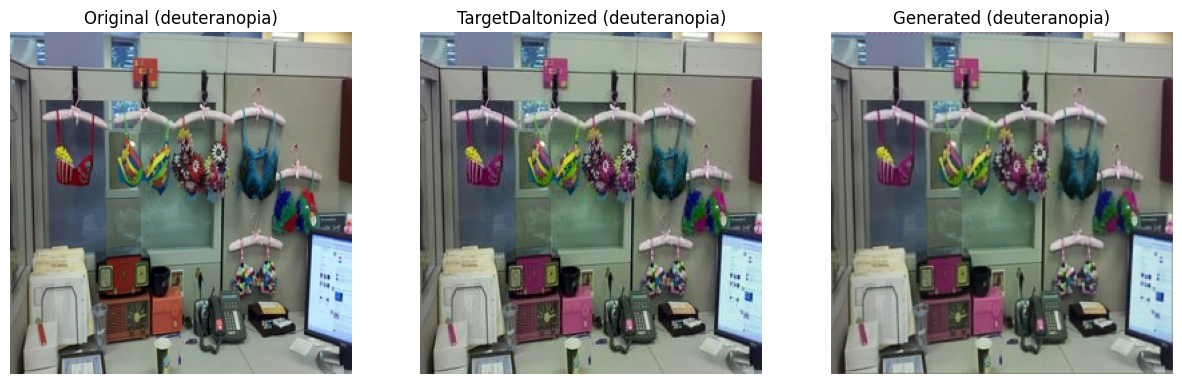 Original (deuteranopia)
TargetDaltonized (deuteranopia)
Generated (deuteranopia)